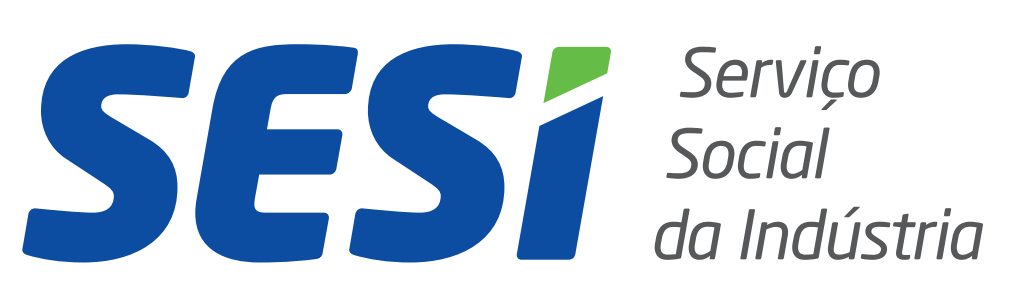 SESI
Serviço
Social
da Indústria